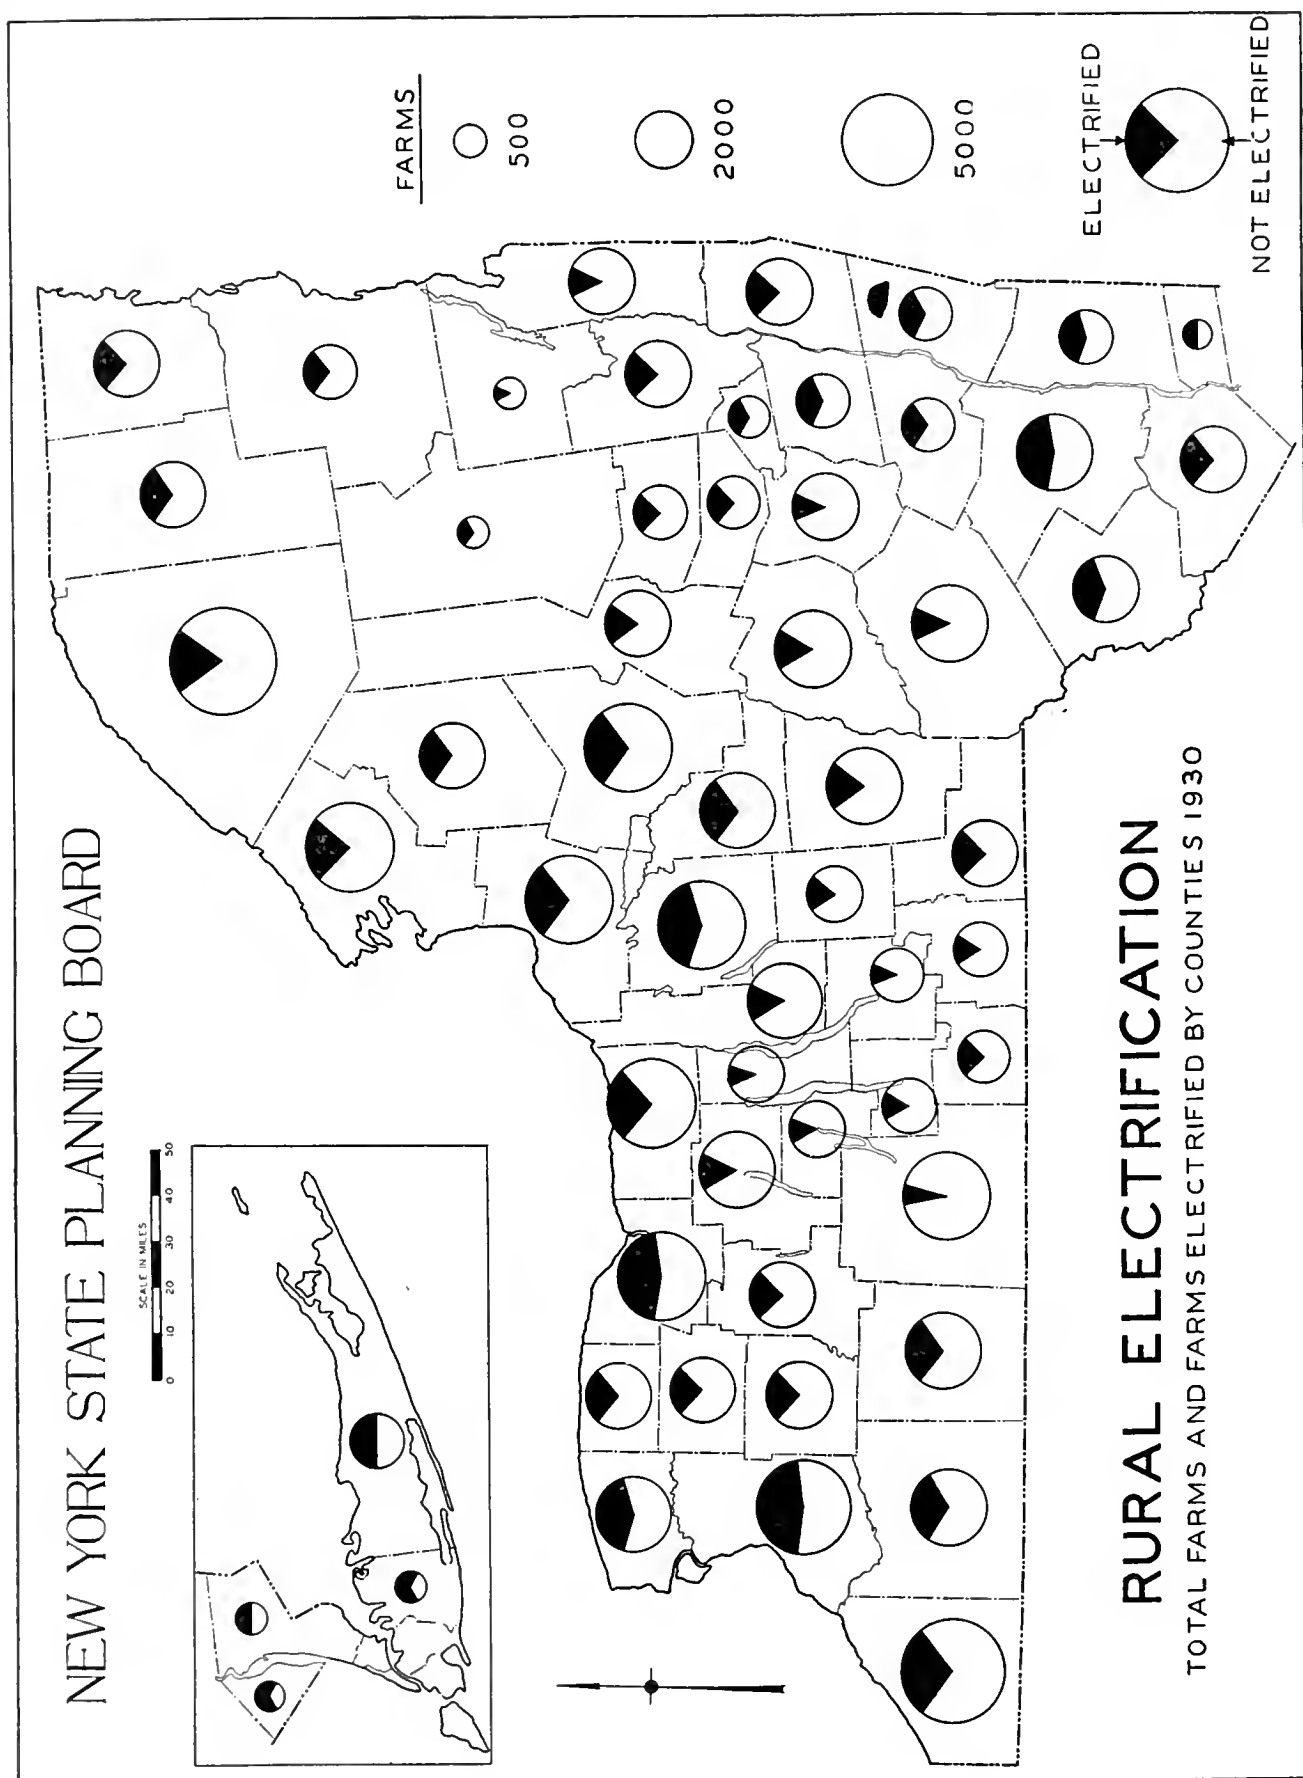 NEW YORK STATE PLANNING BOARD
SCALE IN MILES
0 10 20 30 40 50
FARMS
500
2000
5000
ELECTRIFIED
NOT ELECTRIFIED
RURAL ELECTRIFICATION
TOTAL FARMS AND FARMS ELECTRIFIED BY COUNTIES 1930